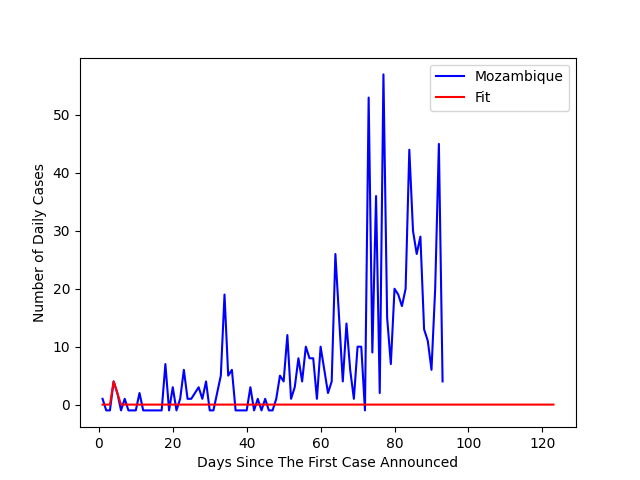 Mozambique
Fit
50
40
30
20
10
0
Number of Daily Cases
0 20 40 60 80 100 120
Days Since The First Case Announced